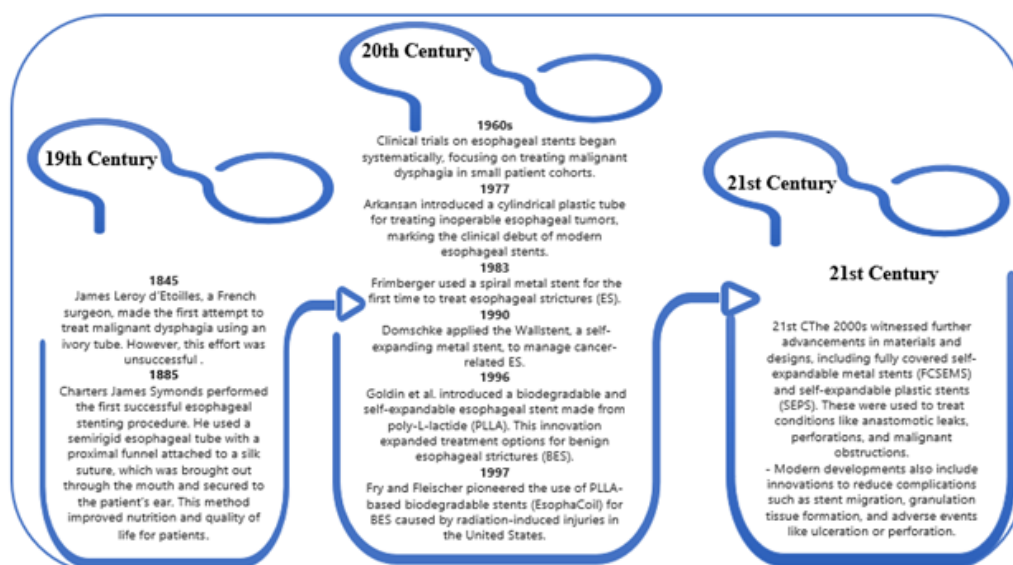 19th Century
1845
James Leroy d'Etoilles, a French
surgeon, made the first attempt to
treat malignant dysphagia using an
ivory tube. However, this effort was
unsuccessful .
1885
Charters James Symonds performed
the first successful esophageal
stenting procedure. He used a
semirigid esophageal tube with a
proximal funnel attached to a silk
suture, which was brought out
through the mouth and secured to
the patient's ear. This method
improved nutrition and quality of
life for patients.
20th Century
1960s
Clinical trials on esophageal stents began
systematically, focusing on treating malignant
dysphagia in small patient cohorts.
1977
Arkansan introduced a cylindrical plastic tube
for treating inoperable esophageal tumors,
marking the clinical debut of modern
esophageal stents.
1983
Frimberger used a spiral metal stent for the
first time to treat esophageal strictures (ES).
1990
Domschke applied the Wallstent, a self-
expanding metal stent, to manage cancer-
related ES.
1996
Goldin et al. introduced a biodegradable and
self-expandable esophageal stent made from
poly-L-lactide (PLLA). This innovation
expanded treatment options for benign
esophageal strictures (BES).
1997
Fry and Fleischer pioneered the use of PLLA-
based biodegradable stents (EsophaCoil) for
BES caused by radiation-induced injuries in
the United States.
21st Century
21st Century
21st CThe 2000s witnessed further
advancements in materials and
designs, including fully covered self-
expandable metal stents (FCSEMS)
and self-expandable plastic stents
(SEPS). These were used to treat
conditions like anastomotic leaks,
perforations, and malignant
obstructions.
- Modern developments also include
innovations to reduce complications
such as stent migration, granulation
tissue formation, and adverse events
like ulceration or perforation.